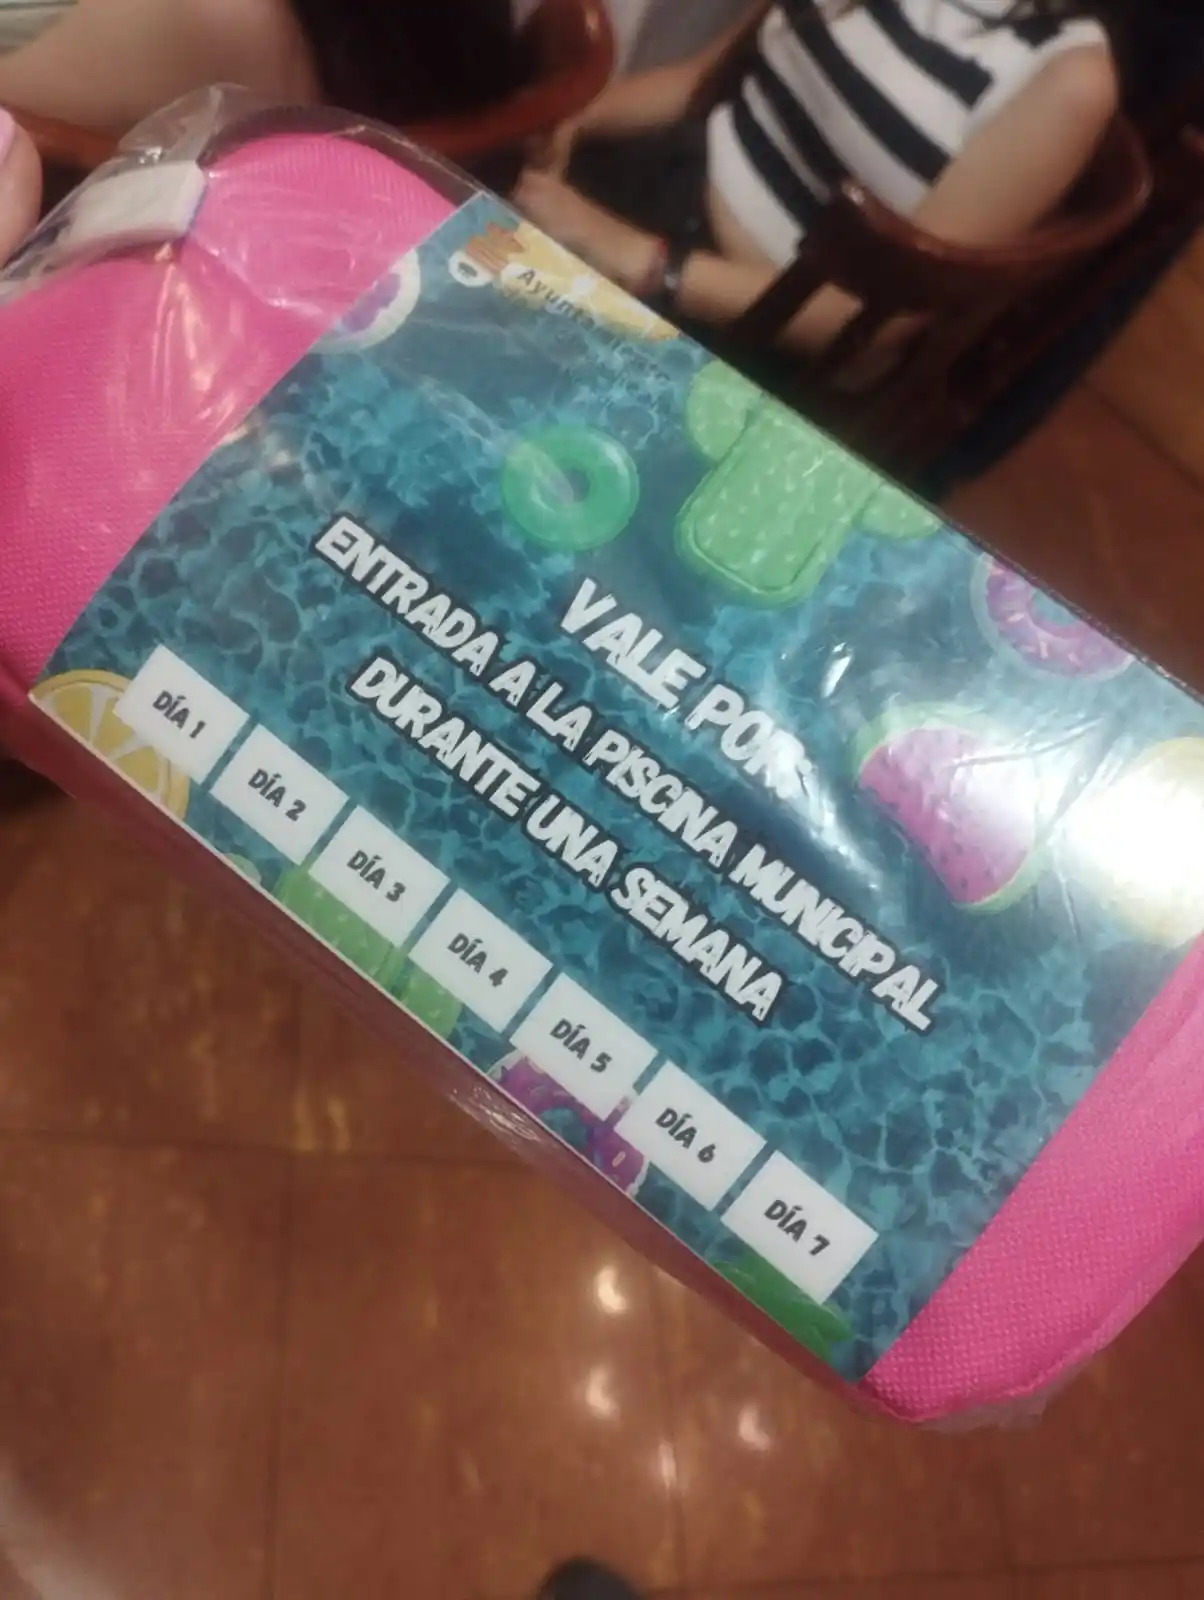 VALE POR:
ENTRADA A LA PISCINA MUNICIPAL
DURANTE UNA SEMANA
DÍA 1
DÍA 2
DÍA 3
DÍA 4
DÍA 5
DÍA 6
DÍA 7